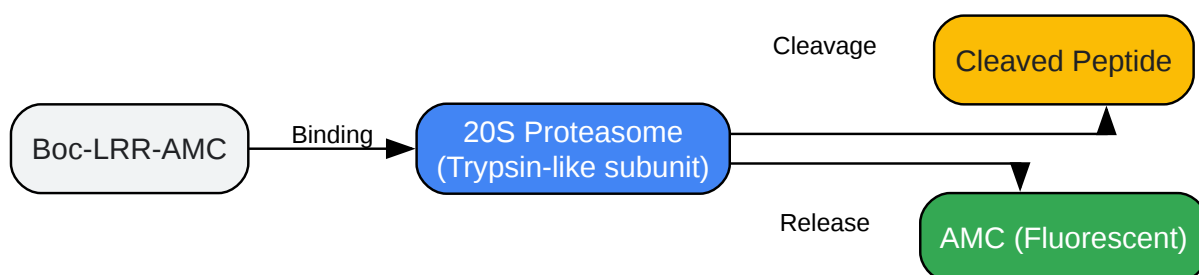 Boc-LRR-AMC
Binding
20S Proteasome
(Trypsin-like subunit)
Cleavage
Cleaved Peptide
Release
AMC (Fluorescent)